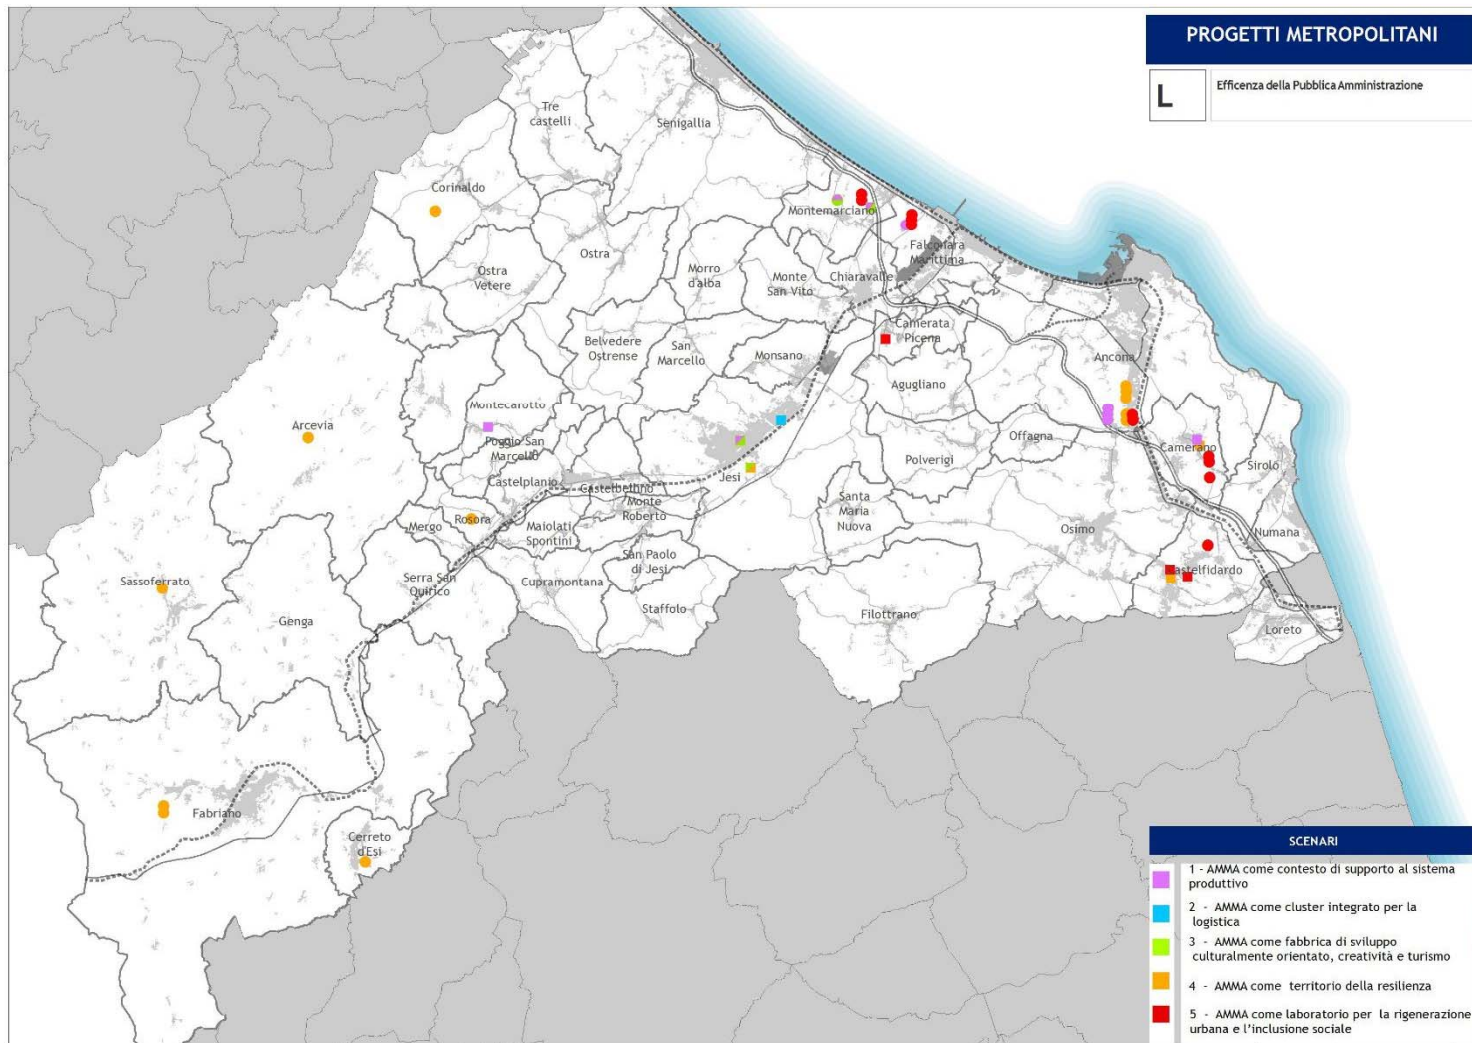 PROGETTI METROPOLITANI
L
Efficenza della Pubblica Amministrazione
Tre
castelli
Senigallia
Corinaldo
Montemarciano
Ostra
Ostra
Vetere
Morro
d'alba
Monte
San Vito
Chiaravalle
Falconara
Marittima
Camerata
Picena
Belvedere
Ostrense
San
Marcello
Monsano
Ancona
Agugliano
Montecarotto
Arcevia
Poggio San
Marcello
Offagna
Camerano
Polverigi
Sirolo
Castelplanio
Jesi
Castelbellino
Monte
Roberto
Santa
Maria
Nuova
Mergo
Rosora
Maiolati
Spontini
Osimo
Numana
San Paolo
di Jesi
Sassoferrato
Serra San
Quirico
Cupramontana
Castelfidardo
Staffolo
Genga
Filottrano
Loreto
Fabriano
Cerreto
d'Esi
SCENARI
1 - AMMA come contesto di supporto al sistema
produttivo
2 - AMMA come cluster integrato per la
logistica
3 - AMMA come fabbrica di sviluppo
culturalmente orientato, creatività e turismo
4 - AMMA come territorio della resilienza
5 - AMMA come laboratorio per la rigenerazione
urbana e l'inclusione sociale